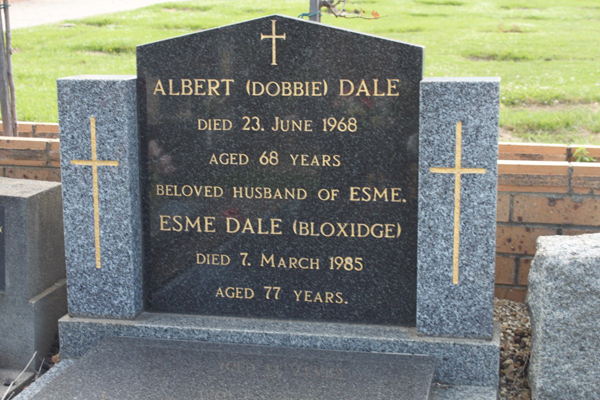 ALBERT (DOBBIE) DALE
DIED 23. JUNE 1968
AGED 68 YEARS
BELOVED HUSBAND OF ESME.
ESME DALE (BLOXIDGE)
DIED 7. MARCH 1985
AGED 77 YEARS.